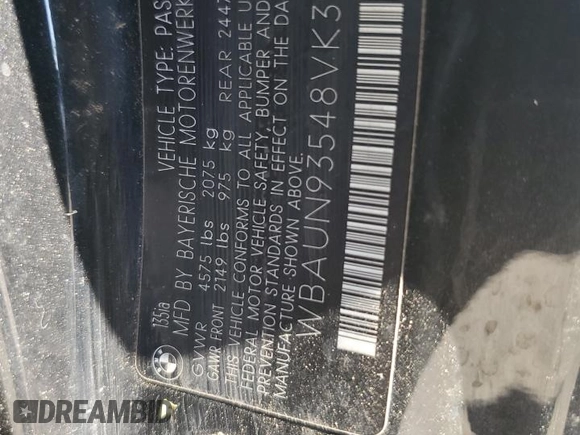 135ia
VEHICLE TYPE: PAS
MFD BY BAYERISCHE MOTORENWERK
GVWR 4575 lbs 2075 kg
GAWR FRONT 2149 lbs 975 kg REAR 2447
THIS VEHICLE CONFORMS TO ALL APPLICABLE U
FEDERAL MOTOR VEHICLE SAFETY, BUMPER AND
PREVENTION STANDARDS IN EFFECT ON THE DA
MANUFACTURE SHOWN ABOVE.
WBAUN93548VK3
DREAMBID